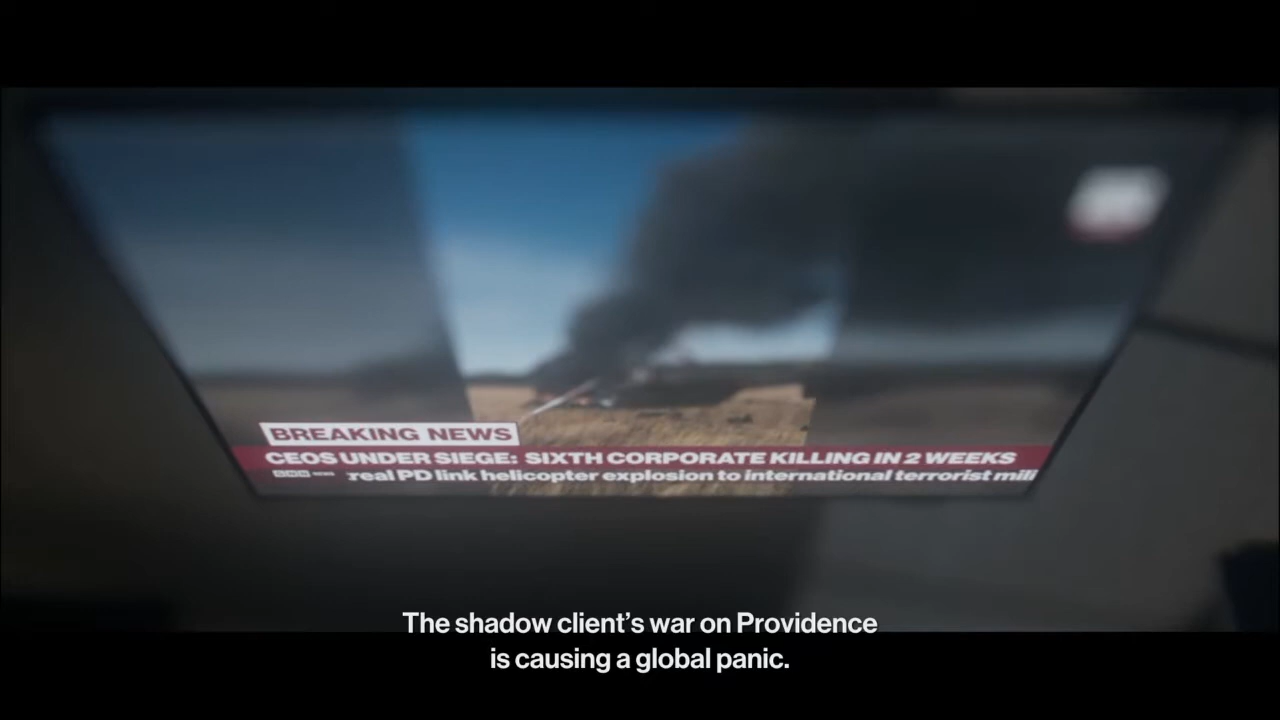 BREAKING NEWS
CEOS UNDER SIEGE: SIXTH CORPORATE KILLING IN 2 WEEKS
real PD link helicopter explosion to international terrorist mili
The shadow client's war on Providence
is causing a global panic.